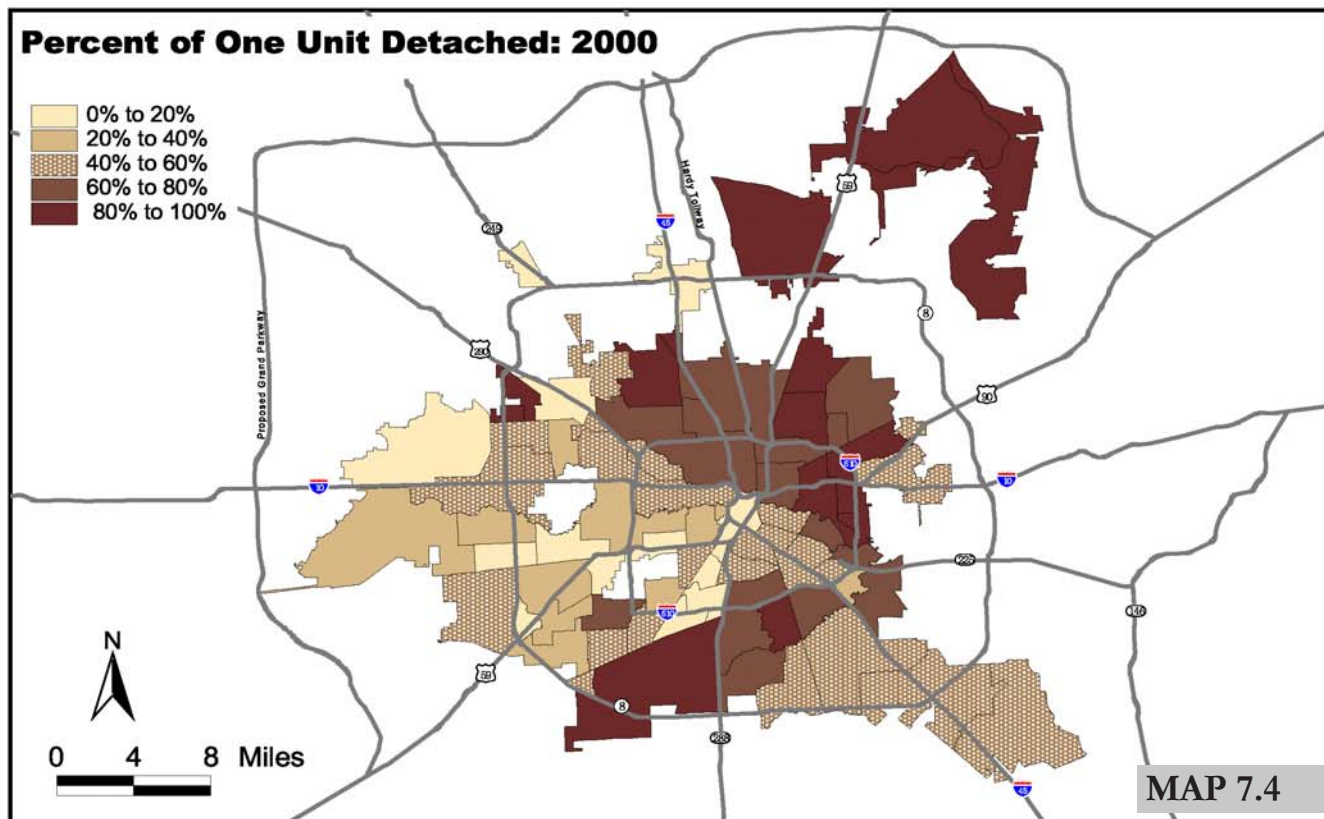 Percent of One Unit Detached: 2000
0% to 20%
20% to 40%
40% to 60%
60% to 80%
80% to 100%
Hardy Tollway
59
45
249
Proposed Grand Parkway
8
290
90
610
10
10
225
610
146
59
8
288
45
N
0 4 8 Miles
MAP 7.4